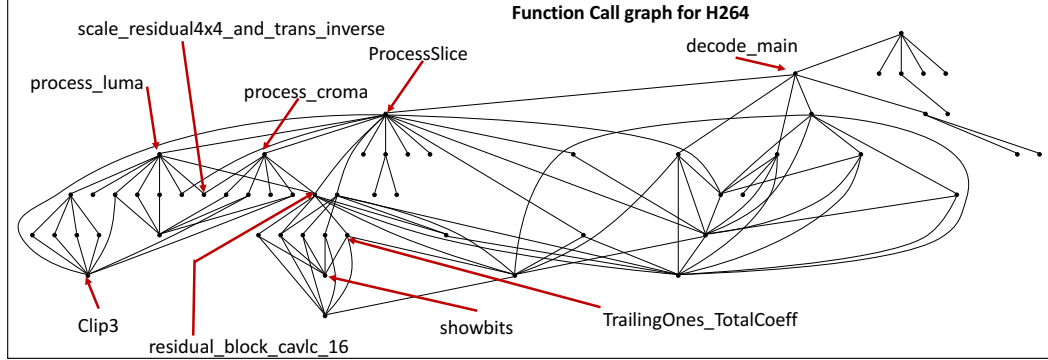 Function Call graph for H264
scale_residual4x4_and_trans_inverse
ProcessSlice
decode_main
process_luma
process_croma
Clip3
showbits
TrailingOnes_TotalCoeff
residual_block_cavlc_16